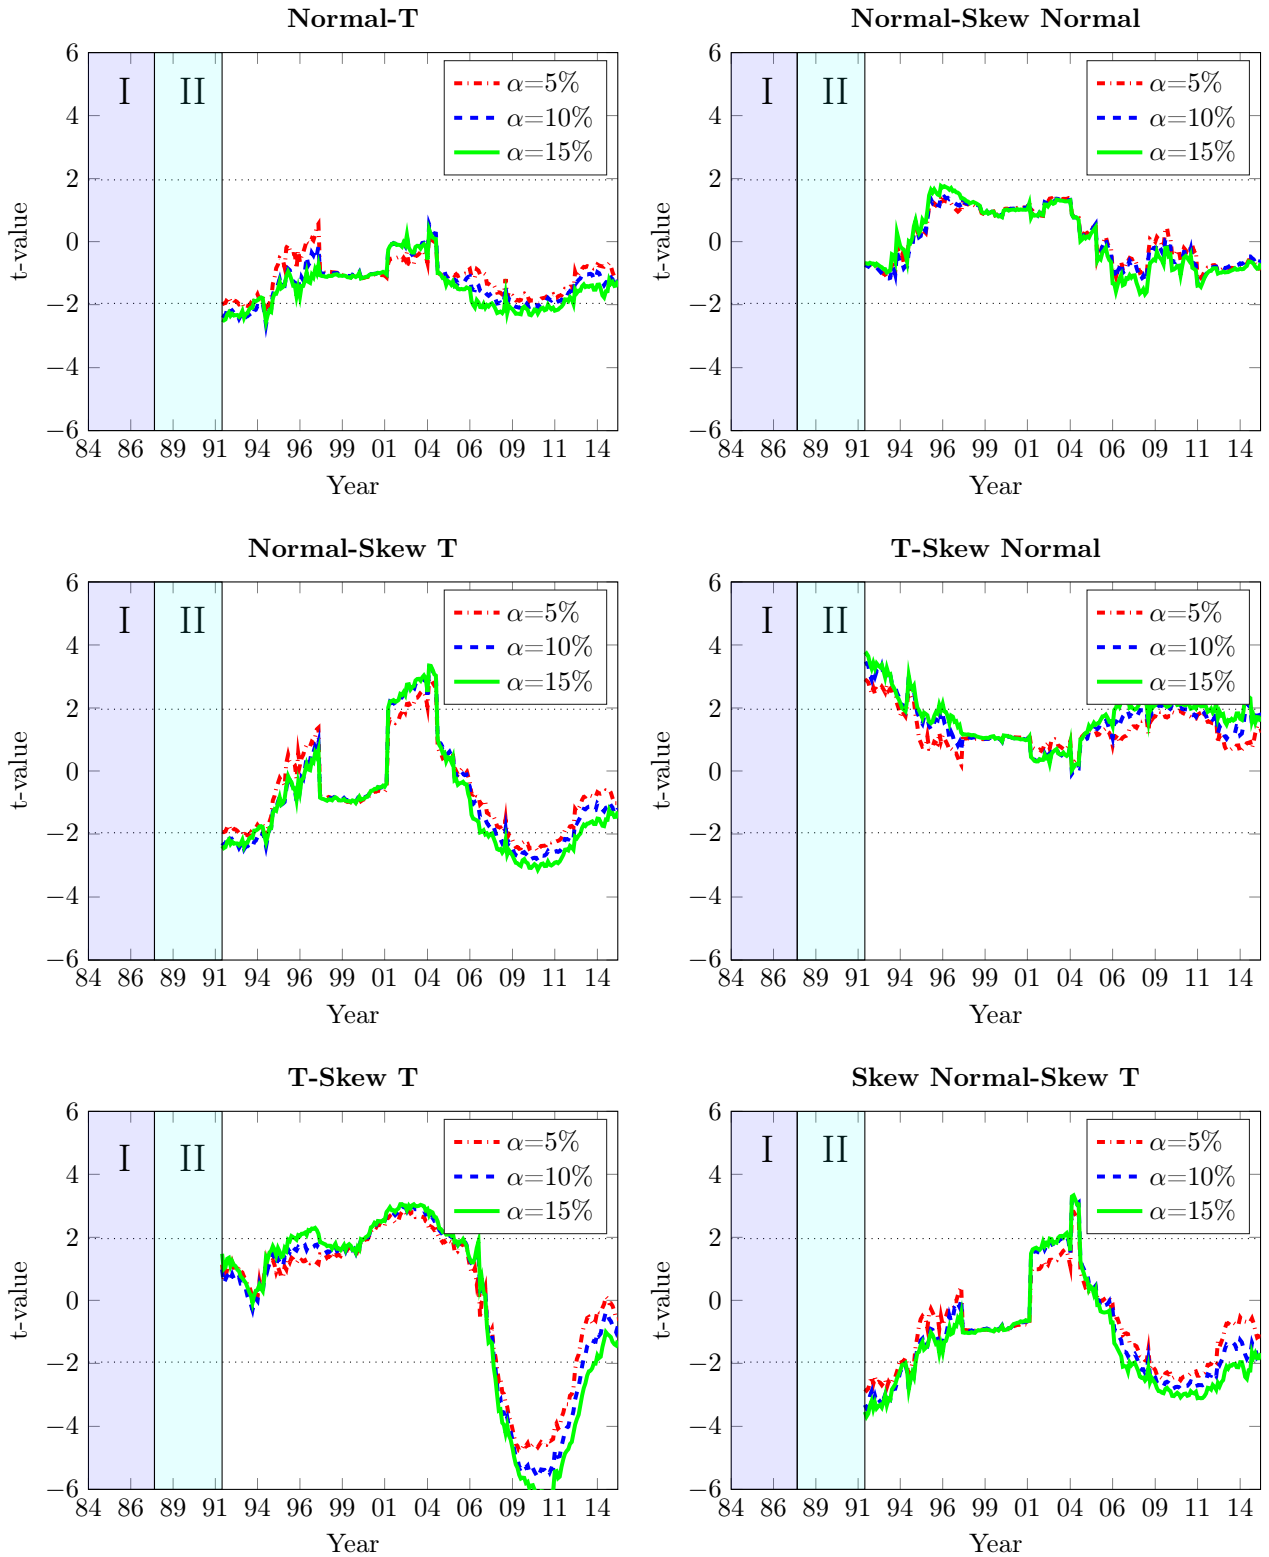 Normal-T
6
4
2
0
−2
−4
−6
t-value
I II
α=5%
α=10%
α=15%
84 86 89 91 94 96 99 01 04 09 11 14
Year
Normal-Skew Normal
6
4
2
0
−2
−4
−6
t-value
I II
α=5%
α=10%
α=15%
84 86 89 91 94 96 99 01 04 09 11 14
Year
Normal-Skew T
6
4
2
0
−2
−4
−6
t-value
I II
α=5%
α=10%
α=15%
84 86 89 91 94 96 99 01 04 09 11 14
Year
T-Skew Normal
6
4
2
0
−2
−4
−6
t-value
I II
α=5%
α=10%
α=15%
84 86 89 91 94 96 99 01 04 09 11 14
Year
T-Skew T
6
4
2
0
−2
−4
−6
t-value
I II
α=5%
α=10%
α=15%
84 86 89 91 94 96 99 01 04 09 11 14
Year
Skew Normal-Skew T
6
4
2
0
−2
−4
−6
t-value
I II
α=5%
α=10%
α=15%
84 86 89 91 94 96 99 01 04 09 11 14
Year